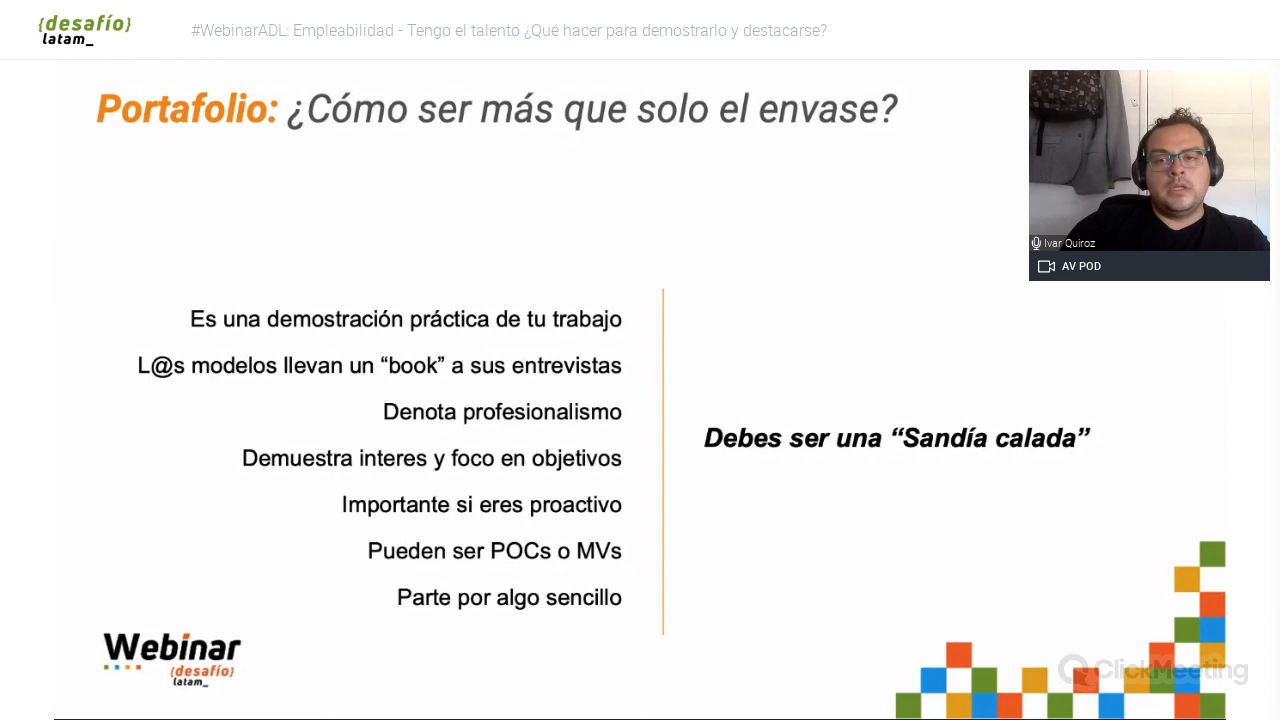 {desafío}
latam_
#WebinarADL: Empleabilidad - Tengo el talento ¿Qué hacer para demostrarlo y destacarse?
Portafolio: ¿Cómo ser más que solo el envase?
Ivar Quiroz
AV POD
Es una demostración práctica de tu trabajo
L@s modelos llevan un “book” a sus entrevistas
Denota profesionalismo
Demuestra interes y foco en objetivos
Importante si eres proactivo
Pueden ser POCs o MVs
Parte por algo sencillo
Debes ser una “Sandía calada”
Webinar
{desafío}
latam_
ClickMeeting